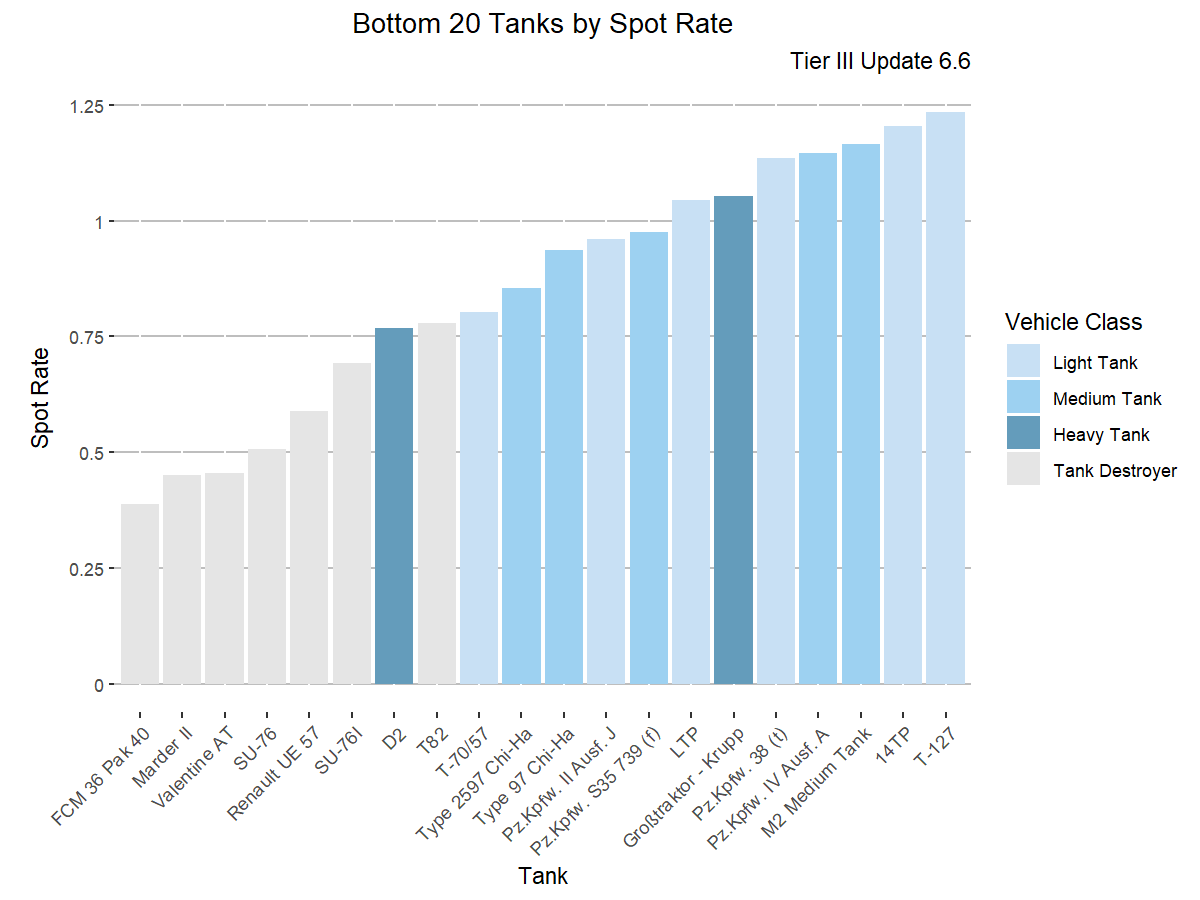 Bottom 20 Tanks by Spot Rate
Tier III Update 6.6
1.25
1
0.75
0.5
0.25
0
Spot Rate
FCM 36 Pak 40
Marder II
Valentine AT
SU-76
Renault UE 57
SU-76I
D2
T82
T-70/57
Type 2597 Chi-Ha
Type 97 Chi-Ha
Pz.Kpfw. II Ausf. J
Pz.Kpfw. S35 739 (f)
LTP
Großtraktor - Krupp
Pz.Kpfw. 38 (t)
Pz.Kpfw. IV Ausf. A
M2 Medium Tank
14TP
T-127
Tank
Vehicle Class
Light Tank
Medium Tank
Heavy Tank
Tank Destroyer